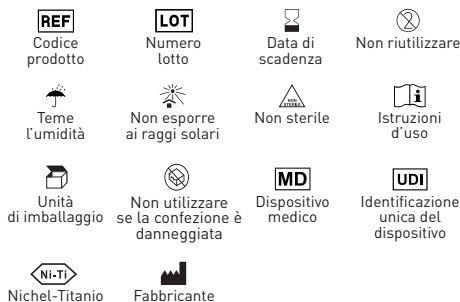 REF
LOT
Codice
prodotto
Numero
lotto
Data di
scadenza
Non riutilizzare
Teme
l'umidità
Non esporre
ai raggi solari
NON
STERILE
Non sterile
Istruzioni
d'uso
Unità
di imballaggio
Non utilizzare
se la confezione è
danneggiata
MD
Dispositivo
medico
UDI
Identificazione
unica del
dispositivo
Ni-Ti
Nichel-Titanio
Fabbricante